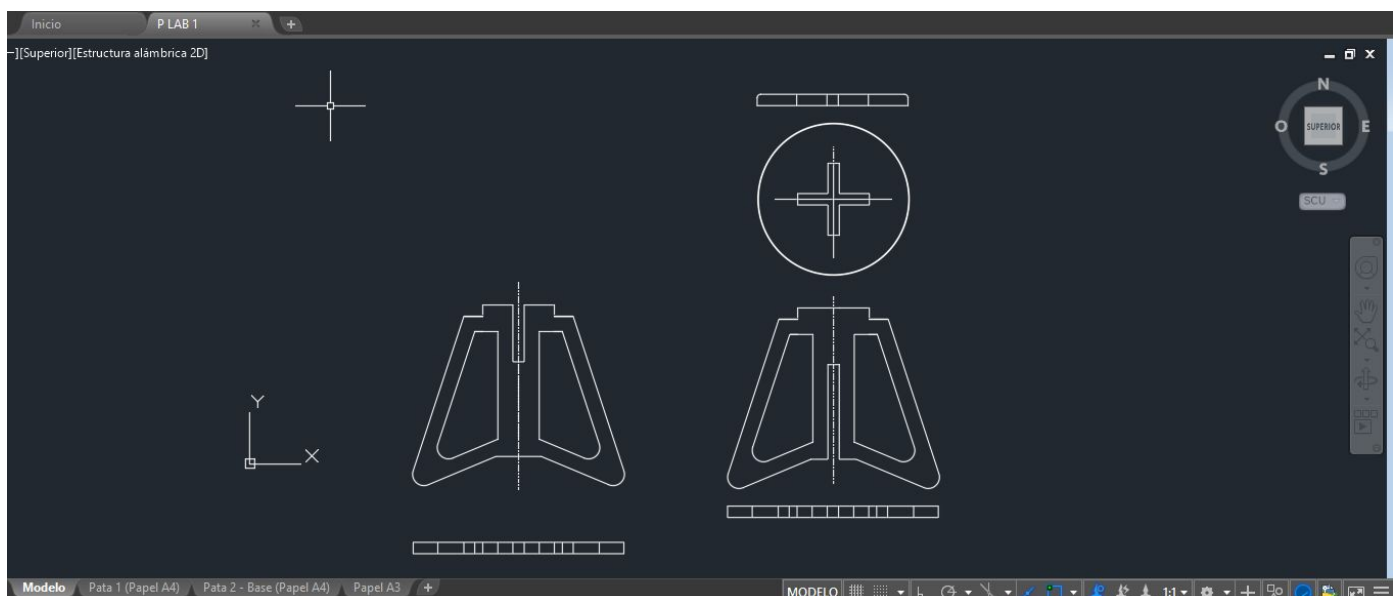 Inicio
P LAB 1
–][Superior][Estructura alámbrica 2D]
N
O
SUPERIOR
E
S
SCU
Y
X
Modelo
Pata 1 (Papel A4)
Pata 2 - Base (Papel A4)
Papel A3
MODELO
1:1